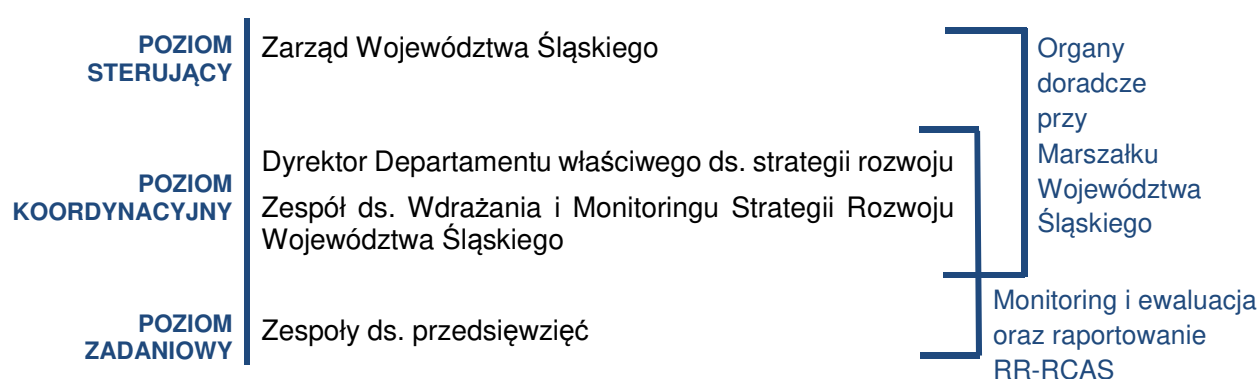 POZIOM
STERUJĄCY
Zarząd Województwa Śląskiego
POZIOM
KOORDYNACYJNY
Dyrektor Departamentu właściwego ds. strategii rozwoju
Zespół ds. Wdrażania i Monitoringu Strategii Rozwoju
Województwa Śląskiego
POZIOM
ZADANIOWY
Zespoły ds. przedsięwzięć
Organy
doradcze
przy
Marszałku
Województwa
Śląskiego
Monitoring i ewaluacja
oraz raportowanie
RR-RCAS